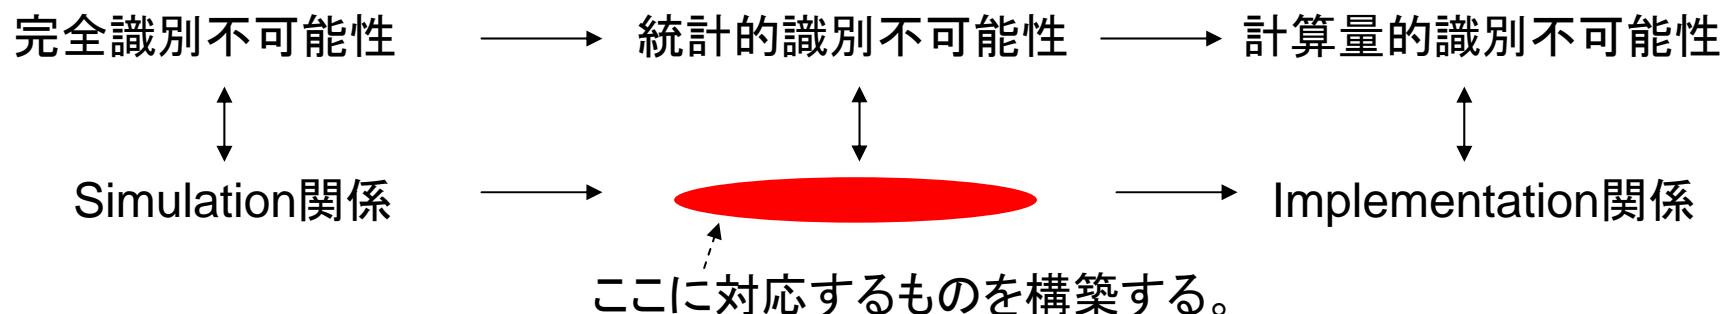 完全識別不可能性 統計的識別不可能性 計算量的識別不可能性
Simulation関係 Implementation関係
ここに対応するものを構築する。